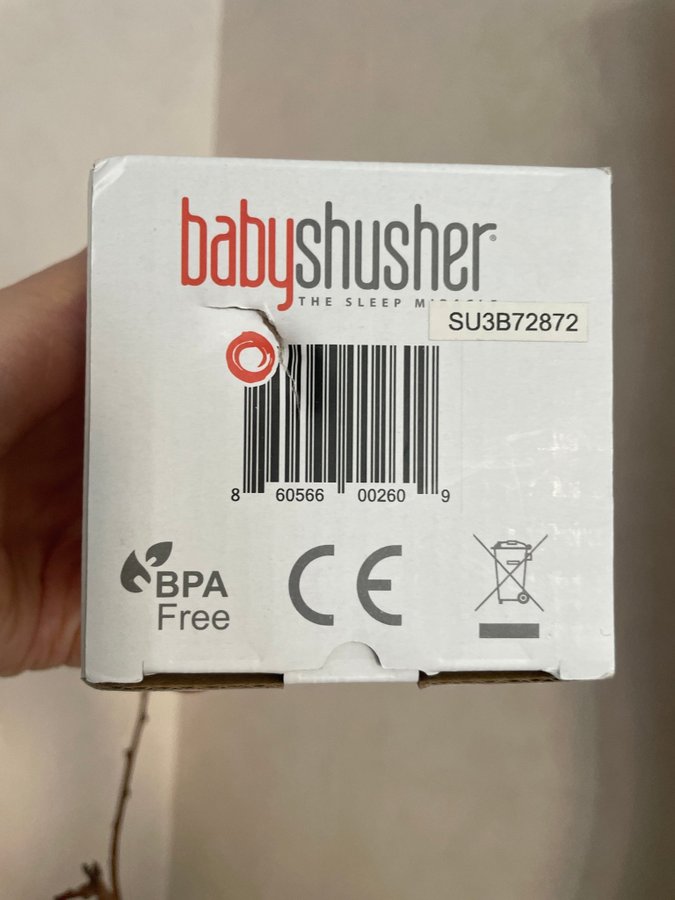 babyshusher®
THE SLEEP
SU3B72872
8 60566 00260 9
BPA
Free
CE